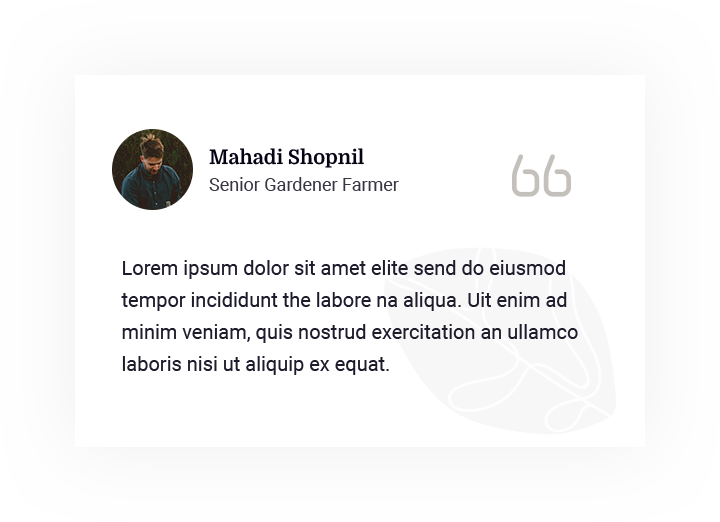 Mahadi Shopnil
Senior Gardener Farmer
Lorem ipsum dolor sit amet elite send do eiusmod
tempor incididunt the labore na aliqua. Uit enim ad
minim veniam, quis nostrud exercitation an ullamco
laboris nisi ut aliquip ex equat.